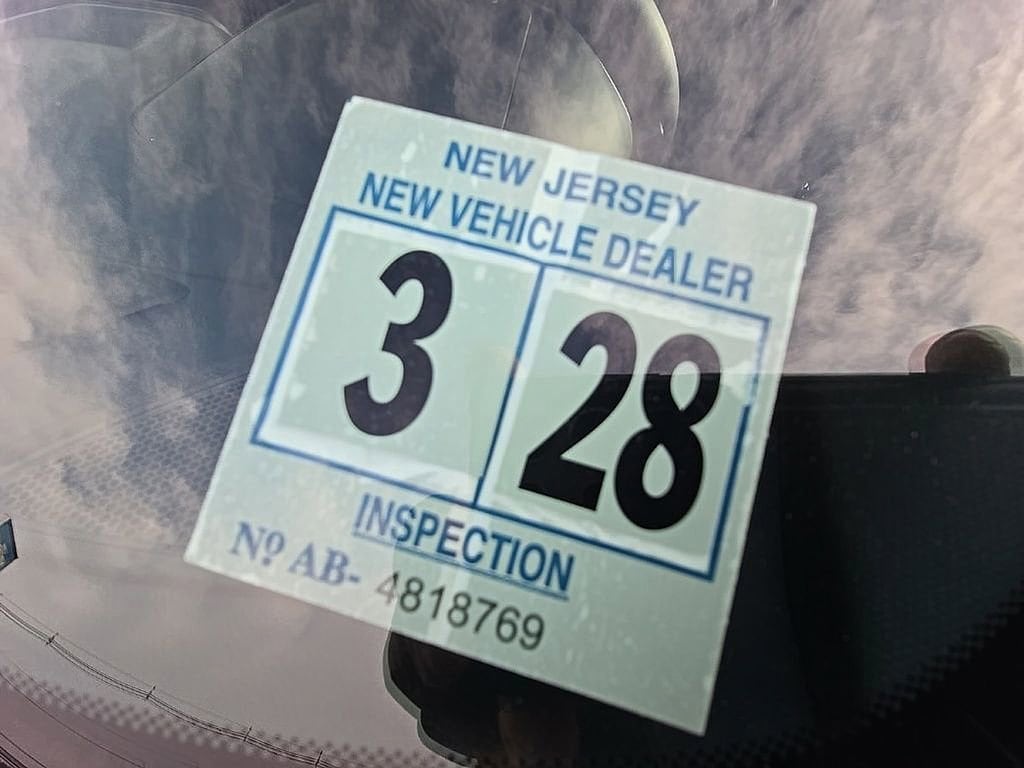 NEW JERSEY
NEW VEHICLE DEALER
3 28
INSPECTION
Nº AB- 4818769